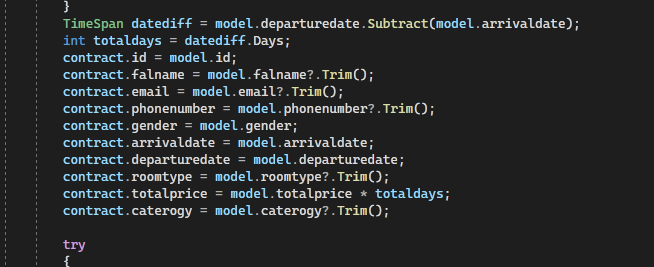 }
TimeSpan datediff = model.departuredate.Subtract(model.arrivaldate);
int totaldays = datediff.Days;
contract.id = model.id;
contract.falname = model.falname?.Trim();
contract.email = model.email?.Trim();
contract.phonenumber = model.phonenumber?.Trim();
contract.gender = model.gender;
contract.arrivaldate = model.arrivaldate;
contract.departuredate = model.departuredate;
contract.roomtype = model.roomtype?.Trim();
contract.totalprice = model.totalprice * totaldays;
contract.caterogy = model.caterogy?.Trim();
try
{